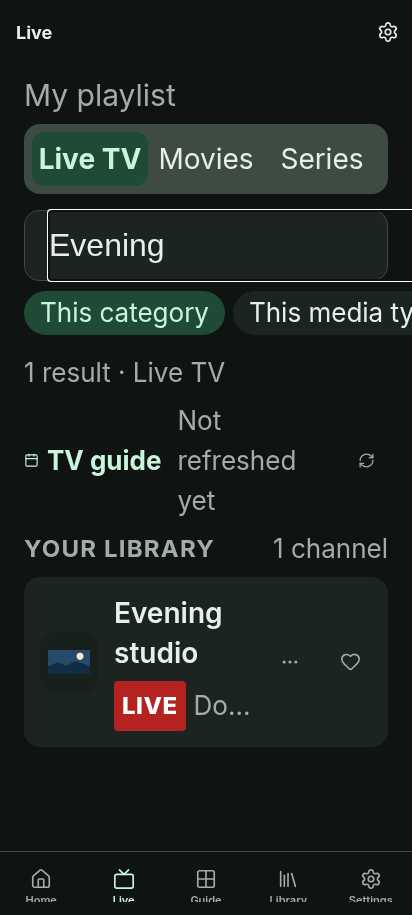 Live
My playlist
Live TV Movies Series
Evening
This category This media ty
1 result · Live TV
TV guide
Not
refreshed
yet
YOUR LIBRARY 1 channel
Evening
studio
LIVE Do...
Home Live Guide Library Settings